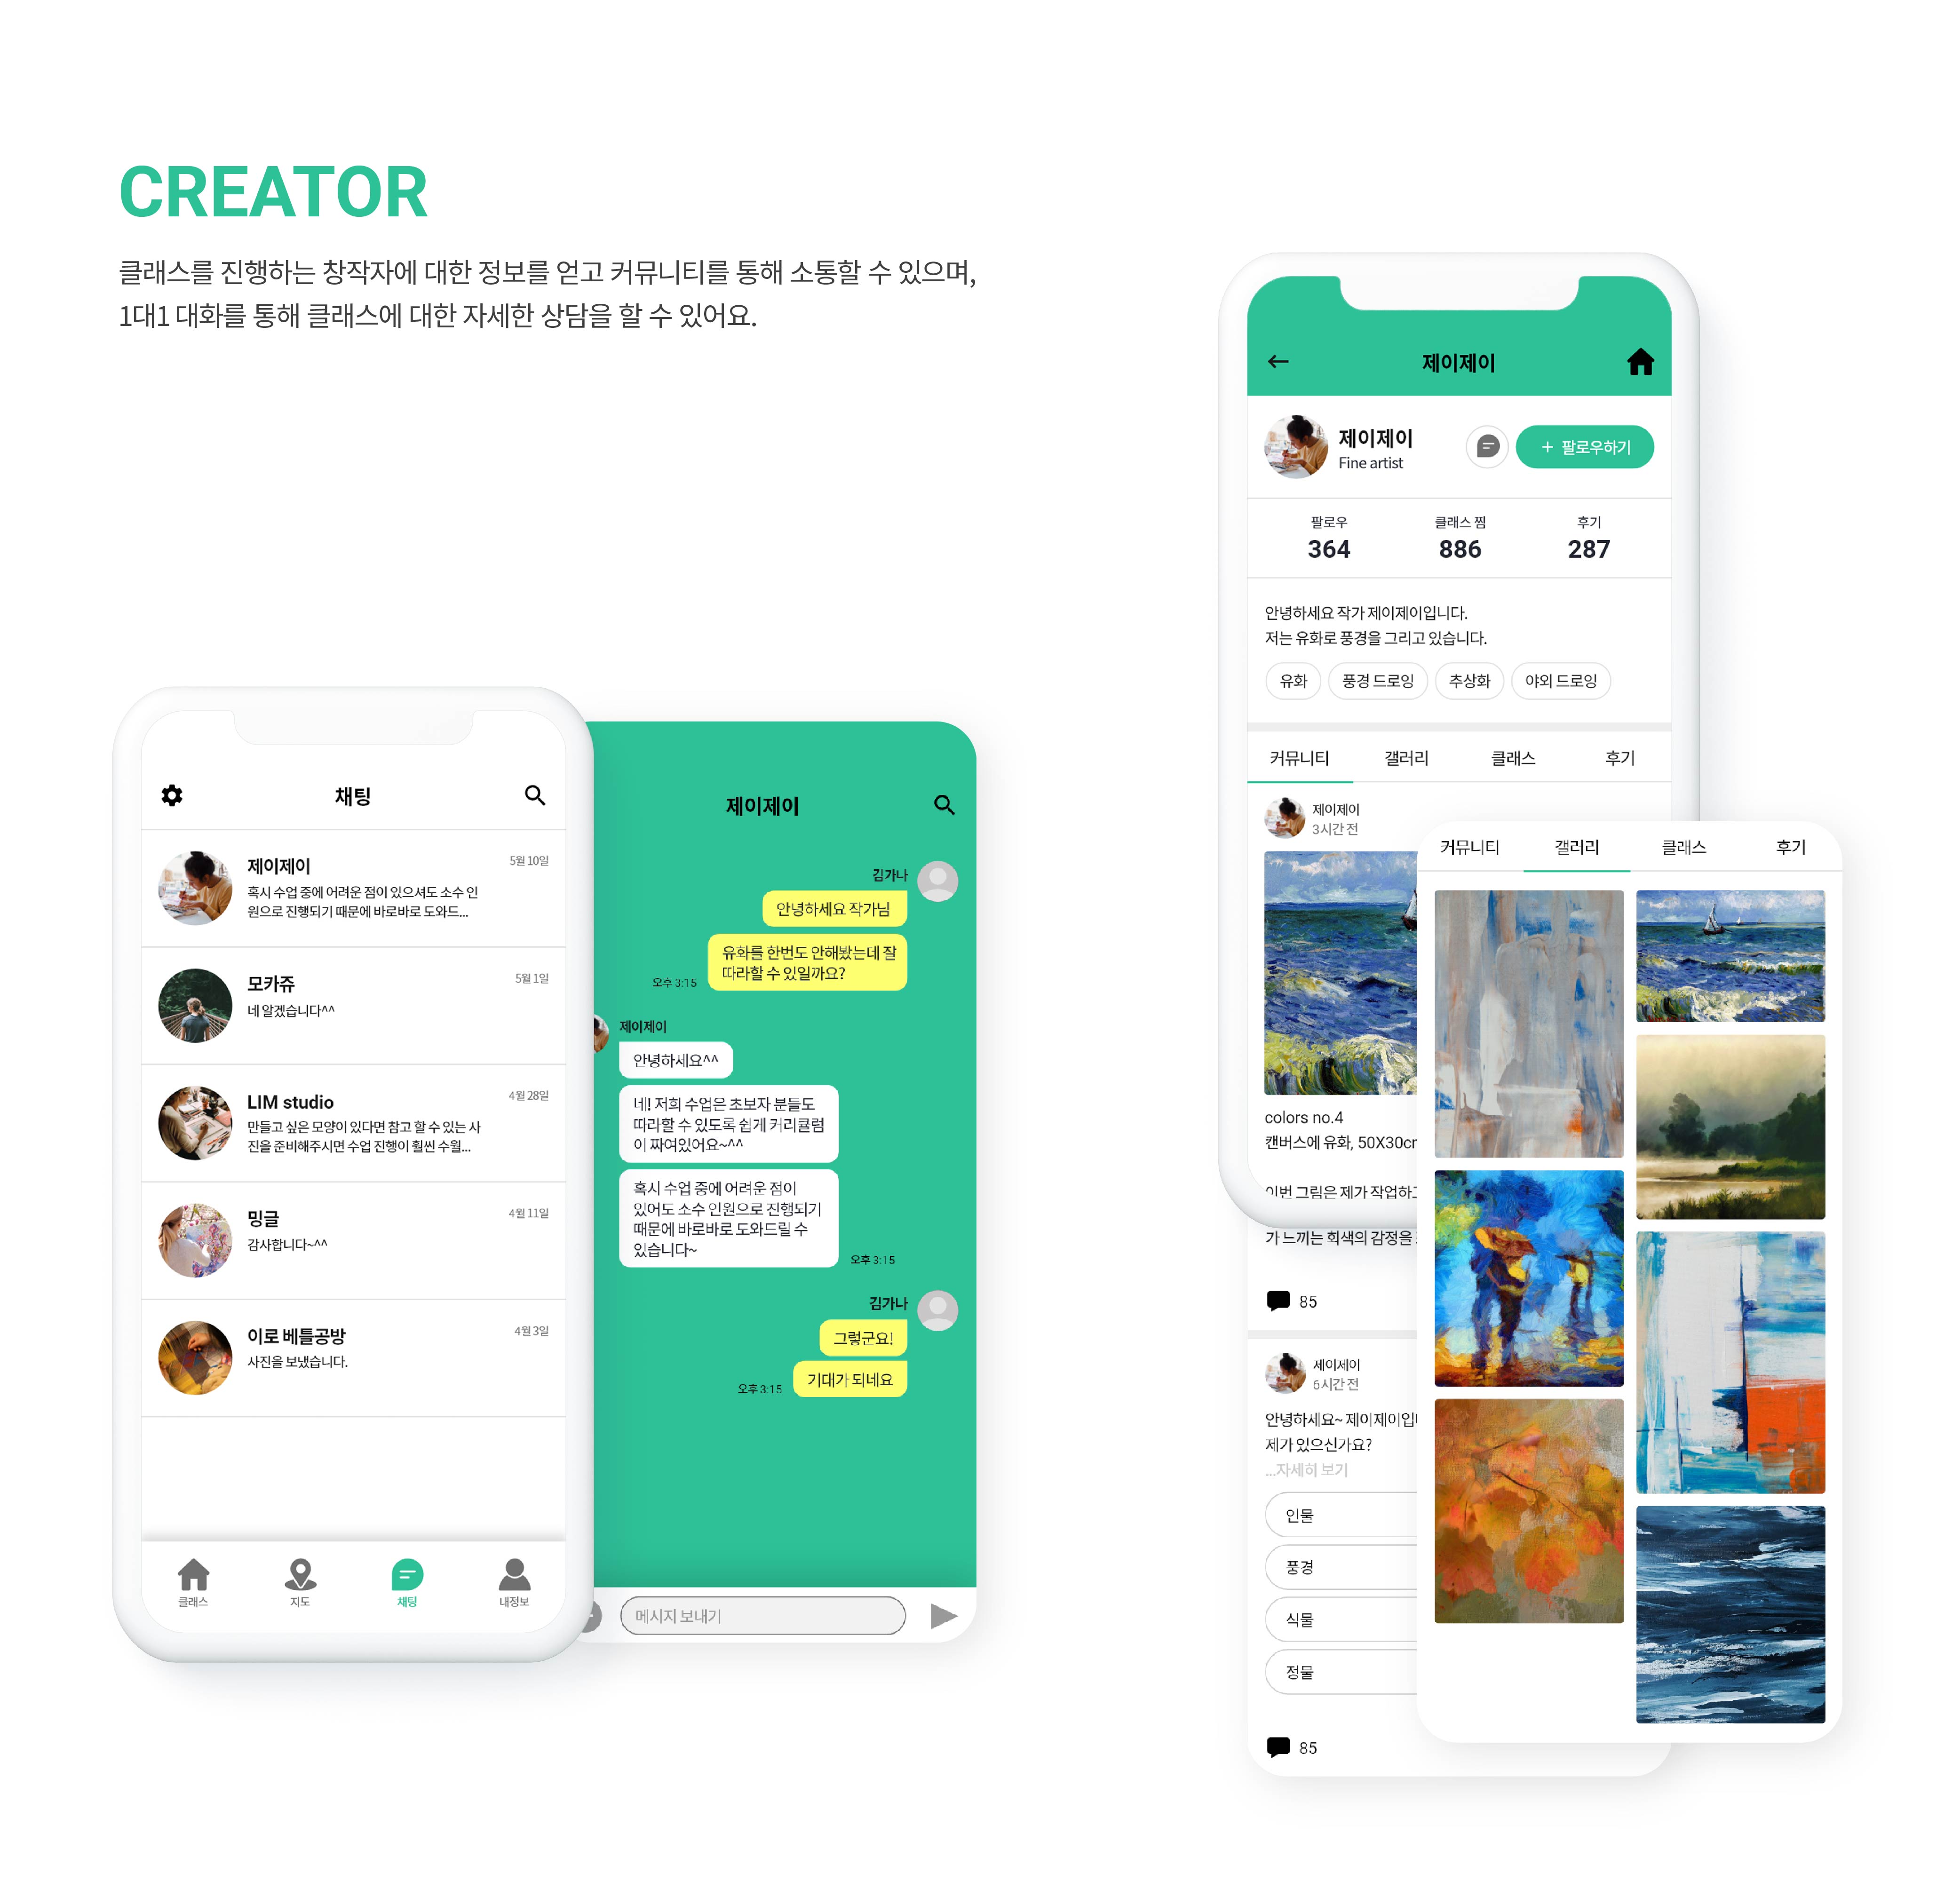 CREATOR
클래스를 진행하는 창작자에 대한 정보를 얻고 커뮤니티를 통해 소통할 수 있으며,
1대1 대화를 통해 클래스에 대한 자세한 상담을 할 수 있어요.
채팅
제이제이
5월 10일
혹시 수업 중에 어려운 점이 있으셔도 소수 인
원으로 진행되기 때문에 바로바로 도와드...
모카쥬
5월 1일
네 알겠습니다^^
LIM studio
4월 28일
만들고 싶은 모양이 있다면 참고 할 수 있는 사
진을 준비해주시면 수업 진행이 훨씬 수월...
밍글
4월 11일
감사합니다~^^
이로 베틀공방
4월 3일
사진을 보냈습니다.
클래스
지도
채팅
내정보
제이제이
김가나
안녕하세요 작가님
유화를 한번도 안해봤는데 잘
따라할 수 있일까요?
오후 3:15
제이제이
안녕하세요^^
네! 저희 수업은 초보자 분들도
따라할 수 있도록 쉽게 커리큘럼
이 짜여있어요~^^
혹시 수업 중에 어려운 점이
있어도 소수 인원으로 진행되기
때문에 바로바로 도와드릴 수
있습니다~
오후 3:15
김가나
그렇군요!
기대가 되네요
오후 3:15
메시지 보내기
제이제이
제이제이
Fine artist
+ 팔로우하기
팔로우
클래스 찜
후기
364
886
287
안녕하세요 작가 제이제이입니다.
저는 유화로 풍경을 그리고 있습니다.
유화
풍경 드로잉
추상화
야외 드로잉
커뮤니티
갤러리
클래스
후기
제이제이
3시간 전
colors no.4
캔버스에 유화, 50X30c
이번 그림은 제가 작업하
가 느끼는 회색의 감정을
85
제이제이
6시간 전
안녕하세요~ 제이제이입
제가 있으신가요?
...자세히 보기
인물
풍경
식물
정물
85
커뮤니티
갤러리
클래스
후기